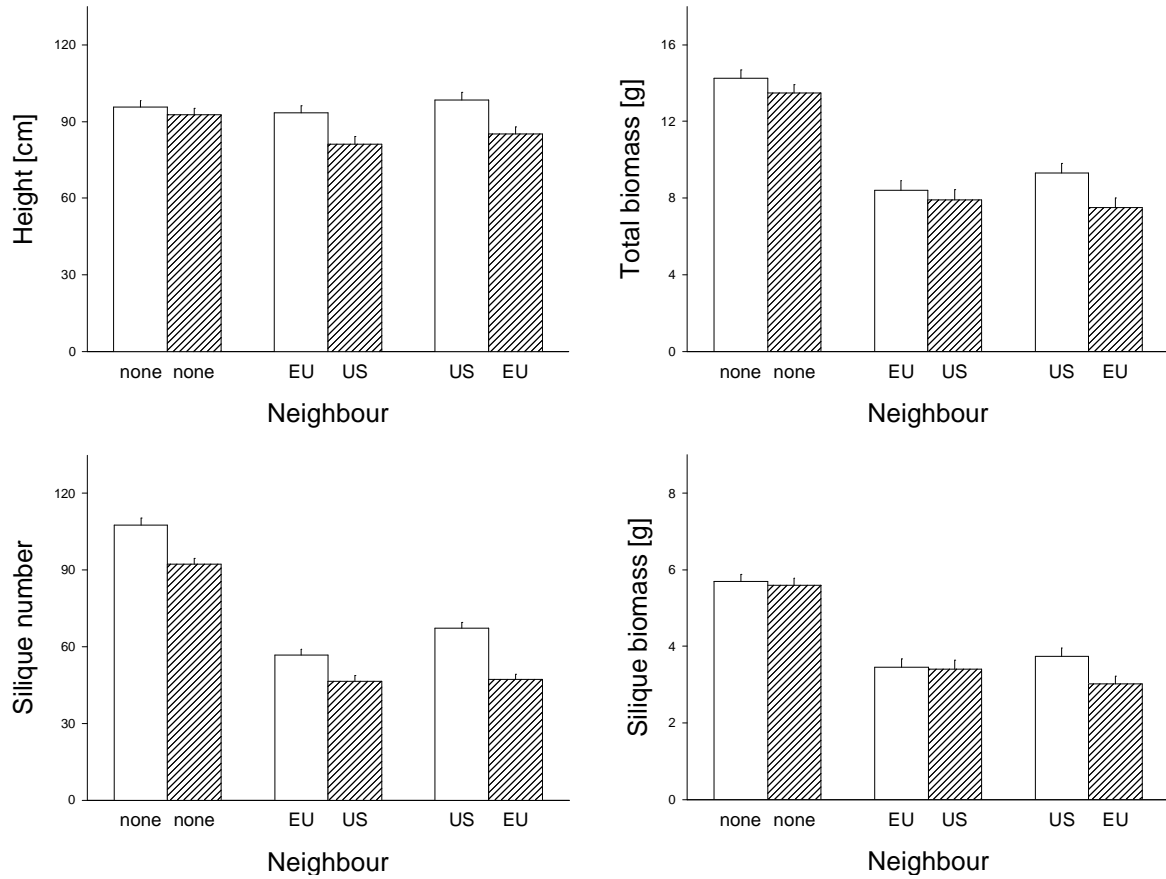 Height [cm]
120
90
60
30
0
none none EU US US EU
Neighbour
Total biomass [g]
16
12
8
4
0
none none EU US US EU
Neighbour
Silique number
120
90
60
30
0
none none EU US US EU
Neighbour
Silique biomass [g]
8
6
4
2
0
none none EU US US EU
Neighbour